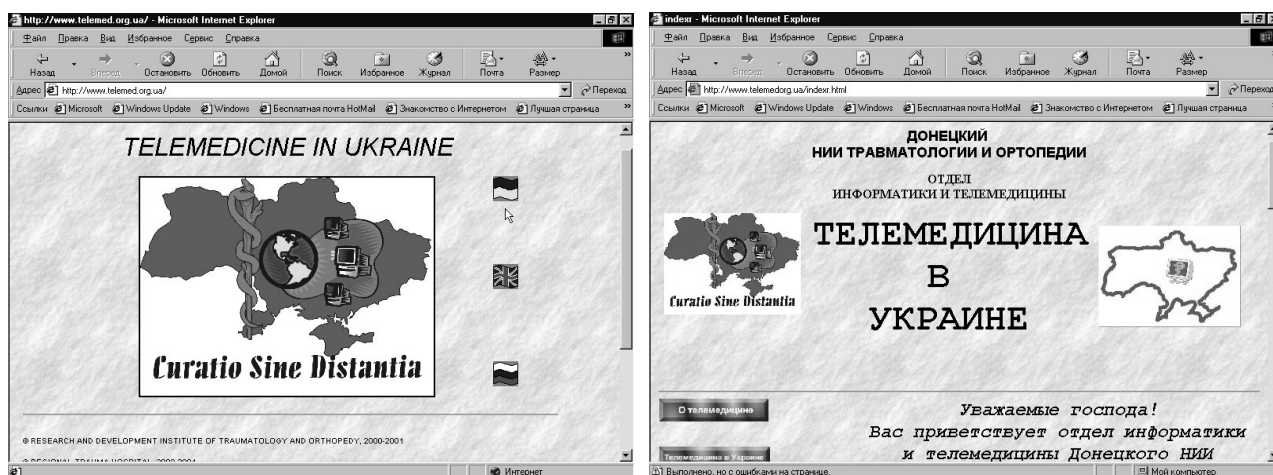 http://www.telemed.org.ua/ - Microsoft Internet Explorer
Файл Правка Вид Избранное Сервис Справка
Назад Вперед Остановить Обновить Домой Поиск Избранное Журнал Почта Размер »
Адрес http://www.telemed.org.ua/ Переход
Ссылки Microsoft Windows Update Windows Бесплатная почта HotMail Знакомство с Интернетом Лучшая страница »
TELEMEDICINE IN UKRAINE
Curatio Sine Distantia
© RESEARCH AND DEVELOPMENT INSTITUTE OF TRAUMATOLOGY AND ORTHOPEDY, 2000-2001
© REGIONAL TRAUMA HOSPITAL, 2000-2001
Интернет
indexr - Microsoft Internet Explorer
Файл Правка Вид Избранное Сервис Справка
Назад Вперед Остановить Обновить Домой Поиск Избранное Журнал Почта Размер
Адрес http://www.telemedorg.ua/indexr.html Переход
Ссылки Microsoft Windows Update Windows Бесплатная почта HotMail Знакомство с Интернетом Лучшая страница
ДОНЕЦКИЙ
НИИ ТРАВМАТОЛОГИИ И ОРТОПЕДИИ
ОТДЕЛ
ИНФОРМАТИКИ И ТЕЛЕМЕДИЦИНЫ
ТЕЛЕМЕДИЦИНА
В
УКРАИНЕ
Curatio Sine Distantia
О телемедицине
Телемедицина в Украине
Уважаемые господа!
Вас приветствует отдел информатики
и телемедицины Донецкого НИИ
Выполнено, но с ошибками на странице.
Мой компьютер